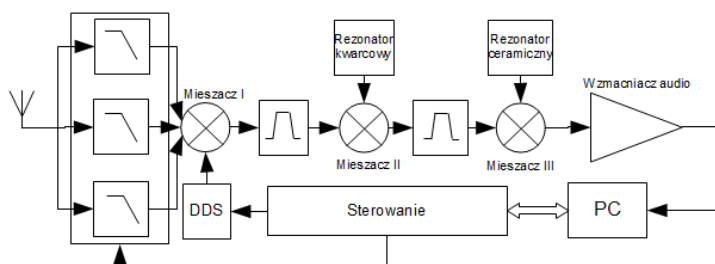 Rezonator
kwarcowy
Rezonator
ceramiczny
Mieszacz I
Wzmacniacz audio
Mieszacz II
Mieszacz III
DDS
Sterowanie
PC